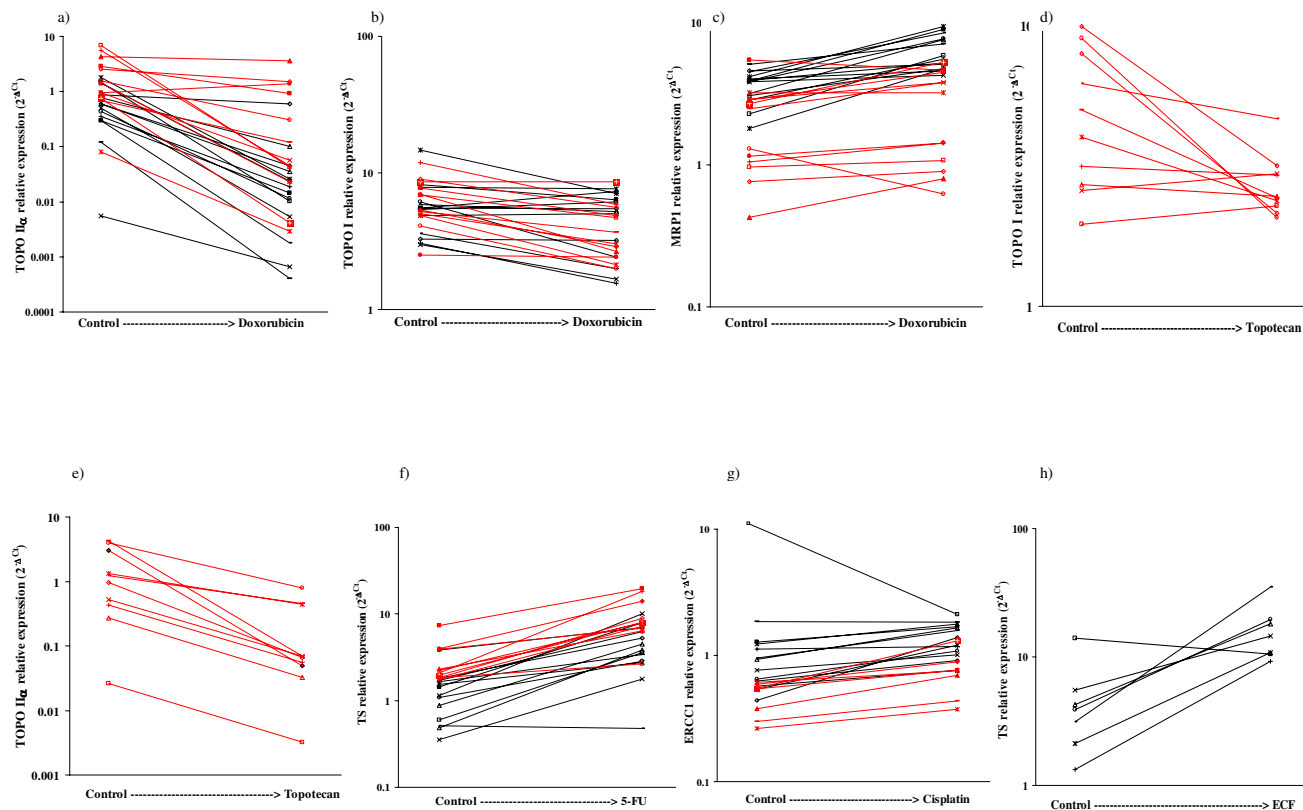 a)
TOPO IIα relative expression (2^-ΔCt)
10
1
0.1
0.01
0.001
0.0001
Control ---------------------------> Doxorubicin
b)
TOPO I relative expression (2^-ΔCt)
100
10
1
Control ---------------------------> Doxorubicin
c)
MRP1 relative expression (2^-ΔCt)
10
1
0.1
Control ---------------------------> Doxorubicin
d)
TOPO I relative expression (2^-ΔCt)
10
1
Control ---------------------------> Topotecan
e)
TOPO IIα relative expression (2^-ΔCt)
10
1
0.1
0.01
0.001
Control ---------------------------> Topotecan
f)
TS relative expression (2^-ΔCt)
100
10
1
0.1
Control ---------------------------> 5-FU
g)
ERCC1 relative expression (2^-ΔCt)
10
1
0.1
Control ---------------------------> Cisplatin
h)
TS relative expression (2^-ΔCt)
100
10
1
Control ---------------------------> ECF